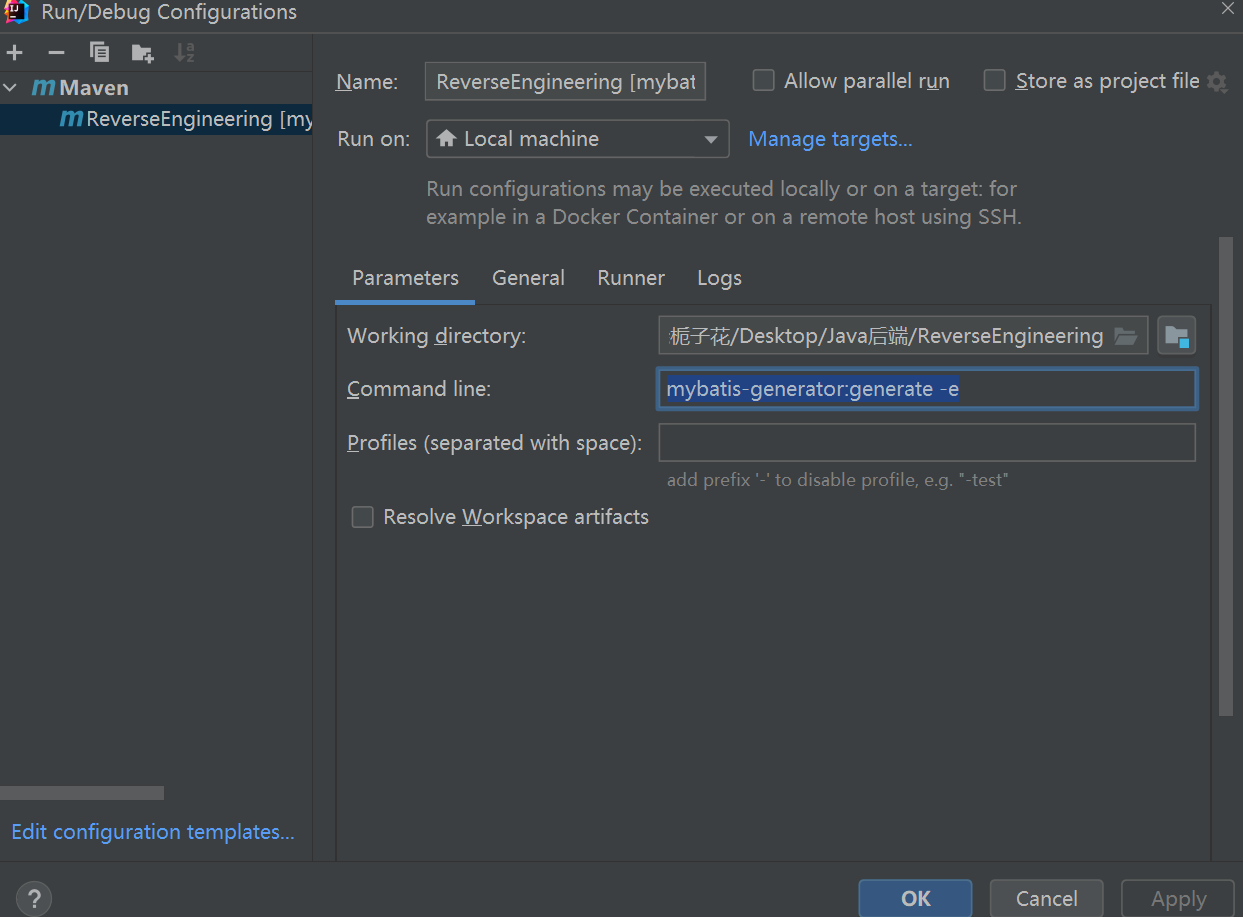 Run/Debug Configurations
Maven
ReverseEngineering [my
Name: ReverseEngineering [mybat Allow parallel run Store as project file
Run on: Local machine Manage targets...
Run configurations may be executed locally or on a target: for
example in a Docker Container or on a remote host using SSH.
Parameters General Runner Logs
Working directory: 栀子花/Desktop/Java后端/ReverseEngineering
Command line: mybatis-generator:generate -e
Profiles (separated with space):
add prefix '-' to disable profile, e.g. "-test"
Resolve Workspace artifacts
Edit configuration templates...
? OK Cancel Apply